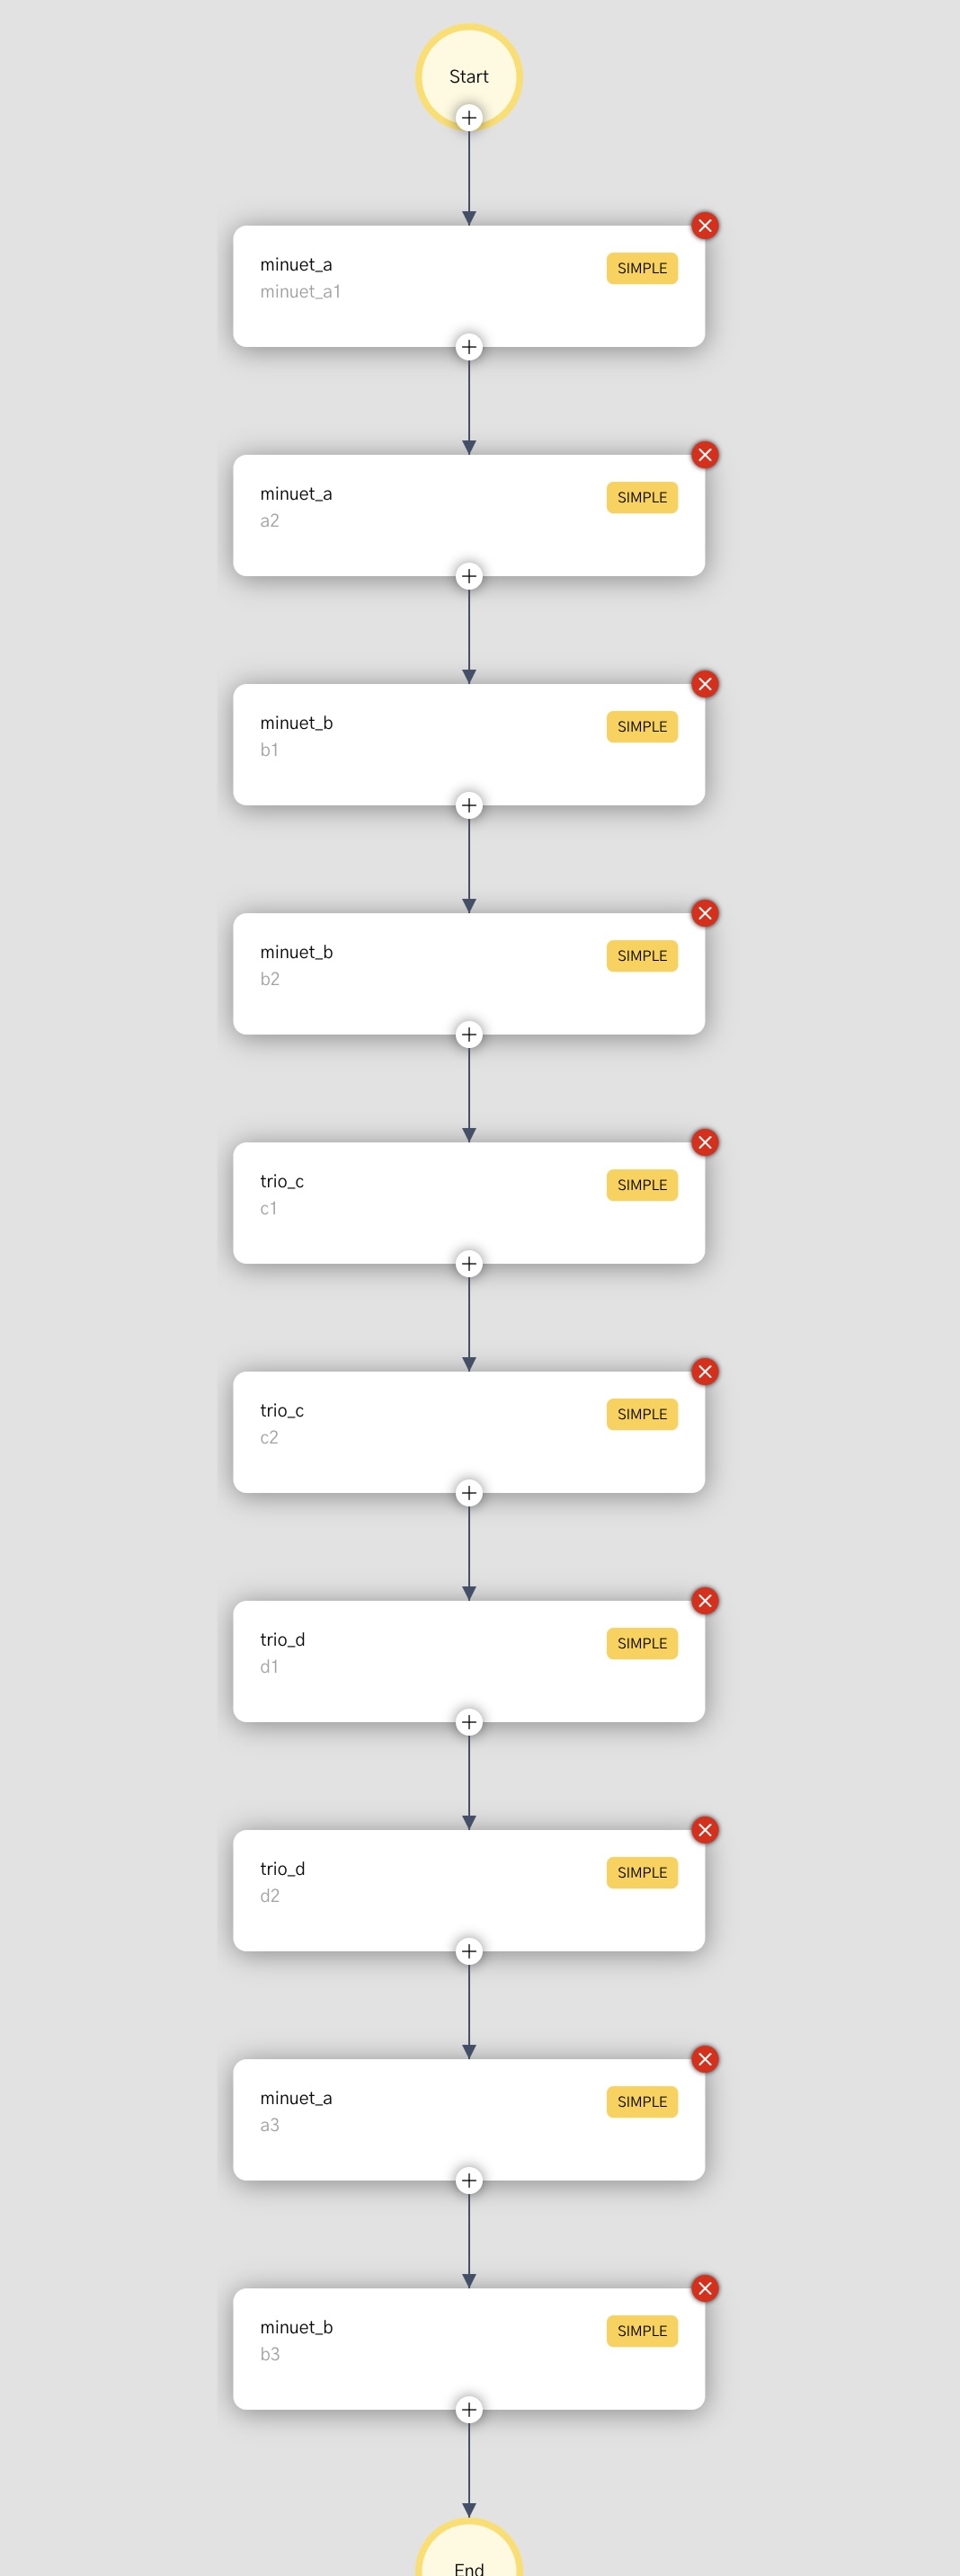 Start
minuet_a
SIMPLE
minuet_a1
minuet_a
SIMPLE
a2
minuet_b
SIMPLE
b1
minuet_b
SIMPLE
b2
trio_c
SIMPLE
c1
trio_c
SIMPLE
c2
trio_d
SIMPLE
d1
trio_d
SIMPLE
d2
minuet_a
SIMPLE
a3
minuet_b
SIMPLE
b3
End